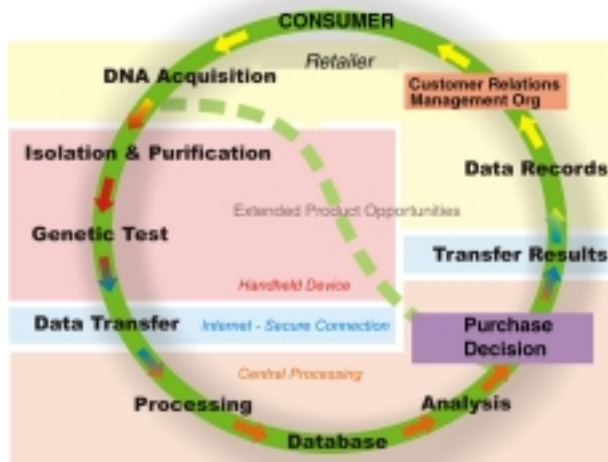 CONSUMER
Retailer
DNA Acquisition
Customer Relations
Management Org
Isolation & Purification
Data Records
Extended Product Opportunities
Genetic Test
Transfer Results
Handheld Device
Data Transfer
Internet - Secure Connection
Purchase
Decision
Central Processing
Processing
Analysis
Database